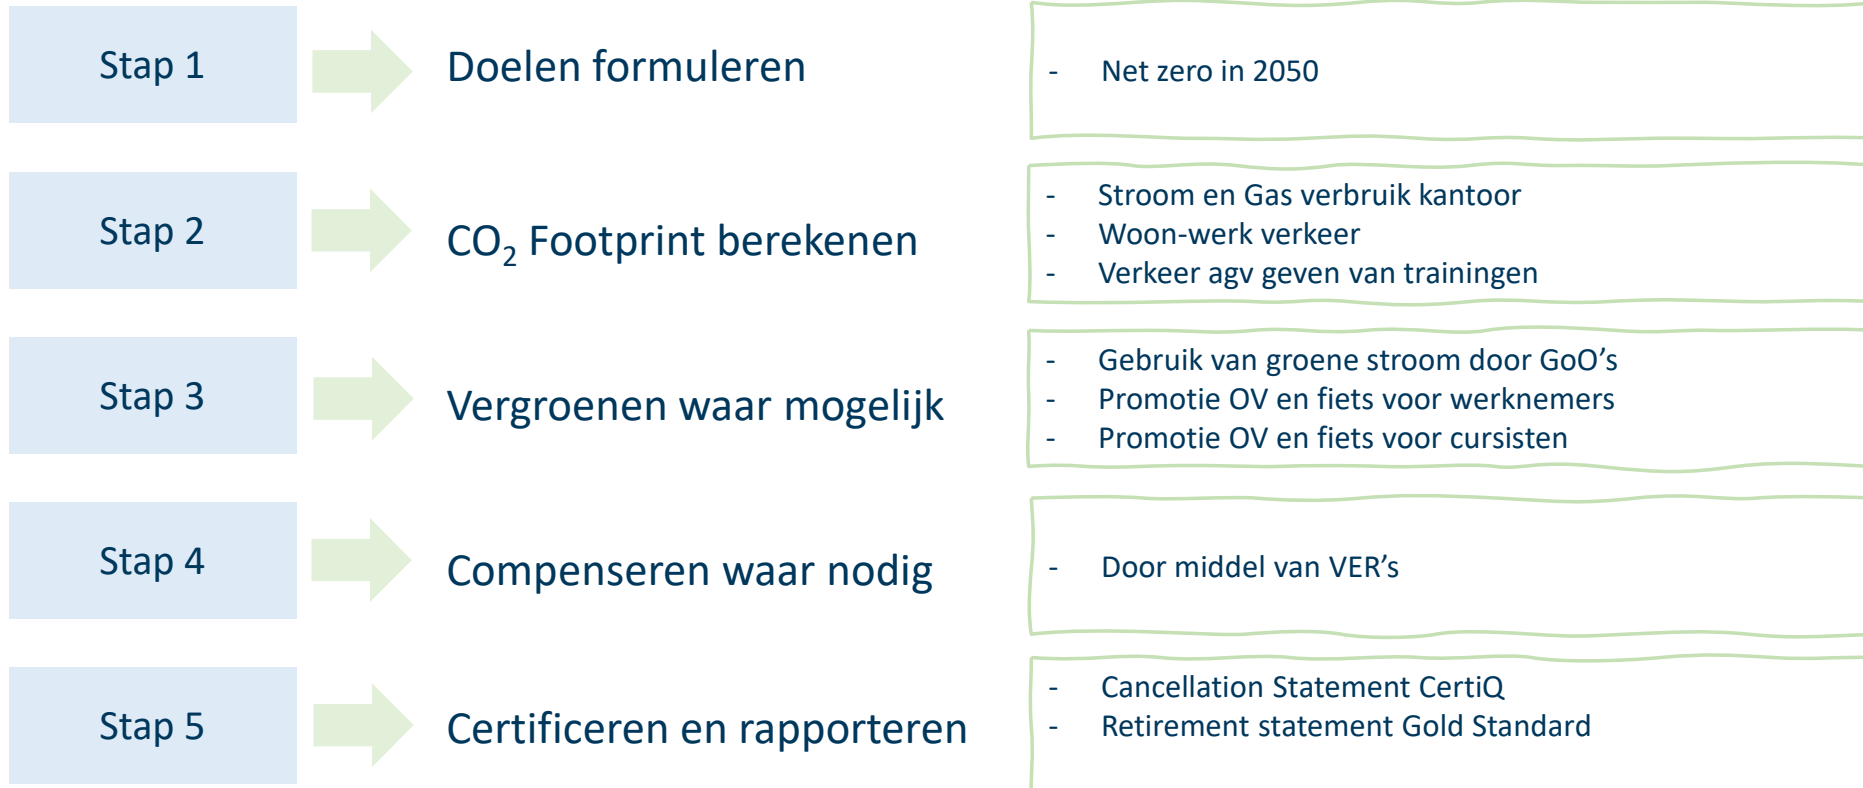 Stap 1
Doelen formuleren
- Net zero in 2050
Stap 2
CO₂ Footprint berekenen
- Stroom en Gas verbruik kantoor
- Woon-werk verkeer
- Verkeer agv geven van trainingen
Stap 3
Vergroenen waar mogelijk
- Gebruik van groene stroom door GoO’s
- Promotie OV en fiets voor werknemers
- Promotie OV en fiets voor cursisten
Stap 4
Compenseren waar nodig
- Door middel van VER’s
Stap 5
Certificeren en rapporteren
- Cancellation Statement CertiQ
- Retirement statement Gold Standard